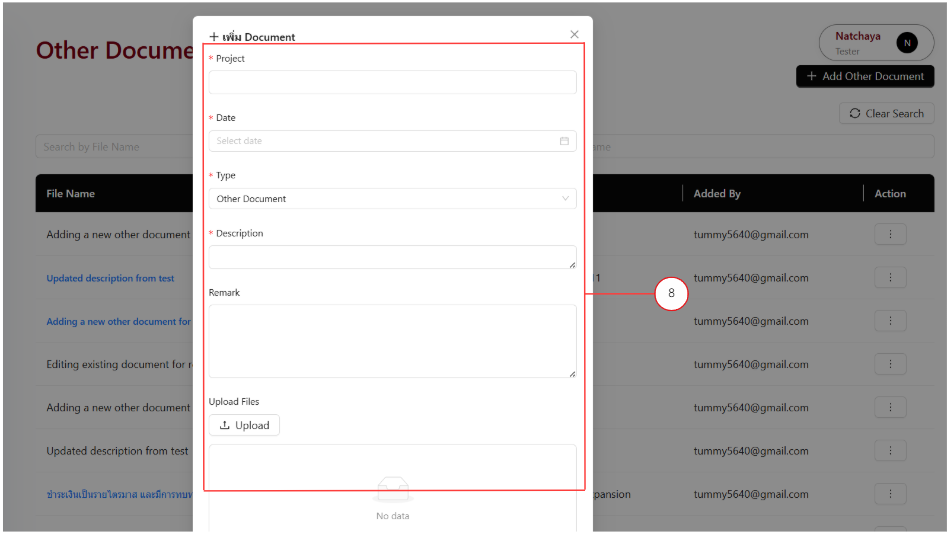 Other Docume
Natchaya
Tester
N
+ Add Other Document
Clear Search
Search by File Name
ame
File Name
Added By
Action
Adding a new other document
tummy5640@gmail.com
Updated description from test
11
tummy5640@gmail.com
Adding a new other document for
tummy5640@gmail.com
Editing existing document for r
tummy5640@gmail.com
Adding a new other document
tummy5640@gmail.com
Updated description from test
tummy5640@gmail.com
ชำระเงินเป็นรายไตรมาส และมีการทบท
pansion
tummy5640@gmail.com
+ เพิ่ม Document
* Project
* Date
Select date
* Type
Other Document
* Description
Remark
Upload Files
Upload
No data
8